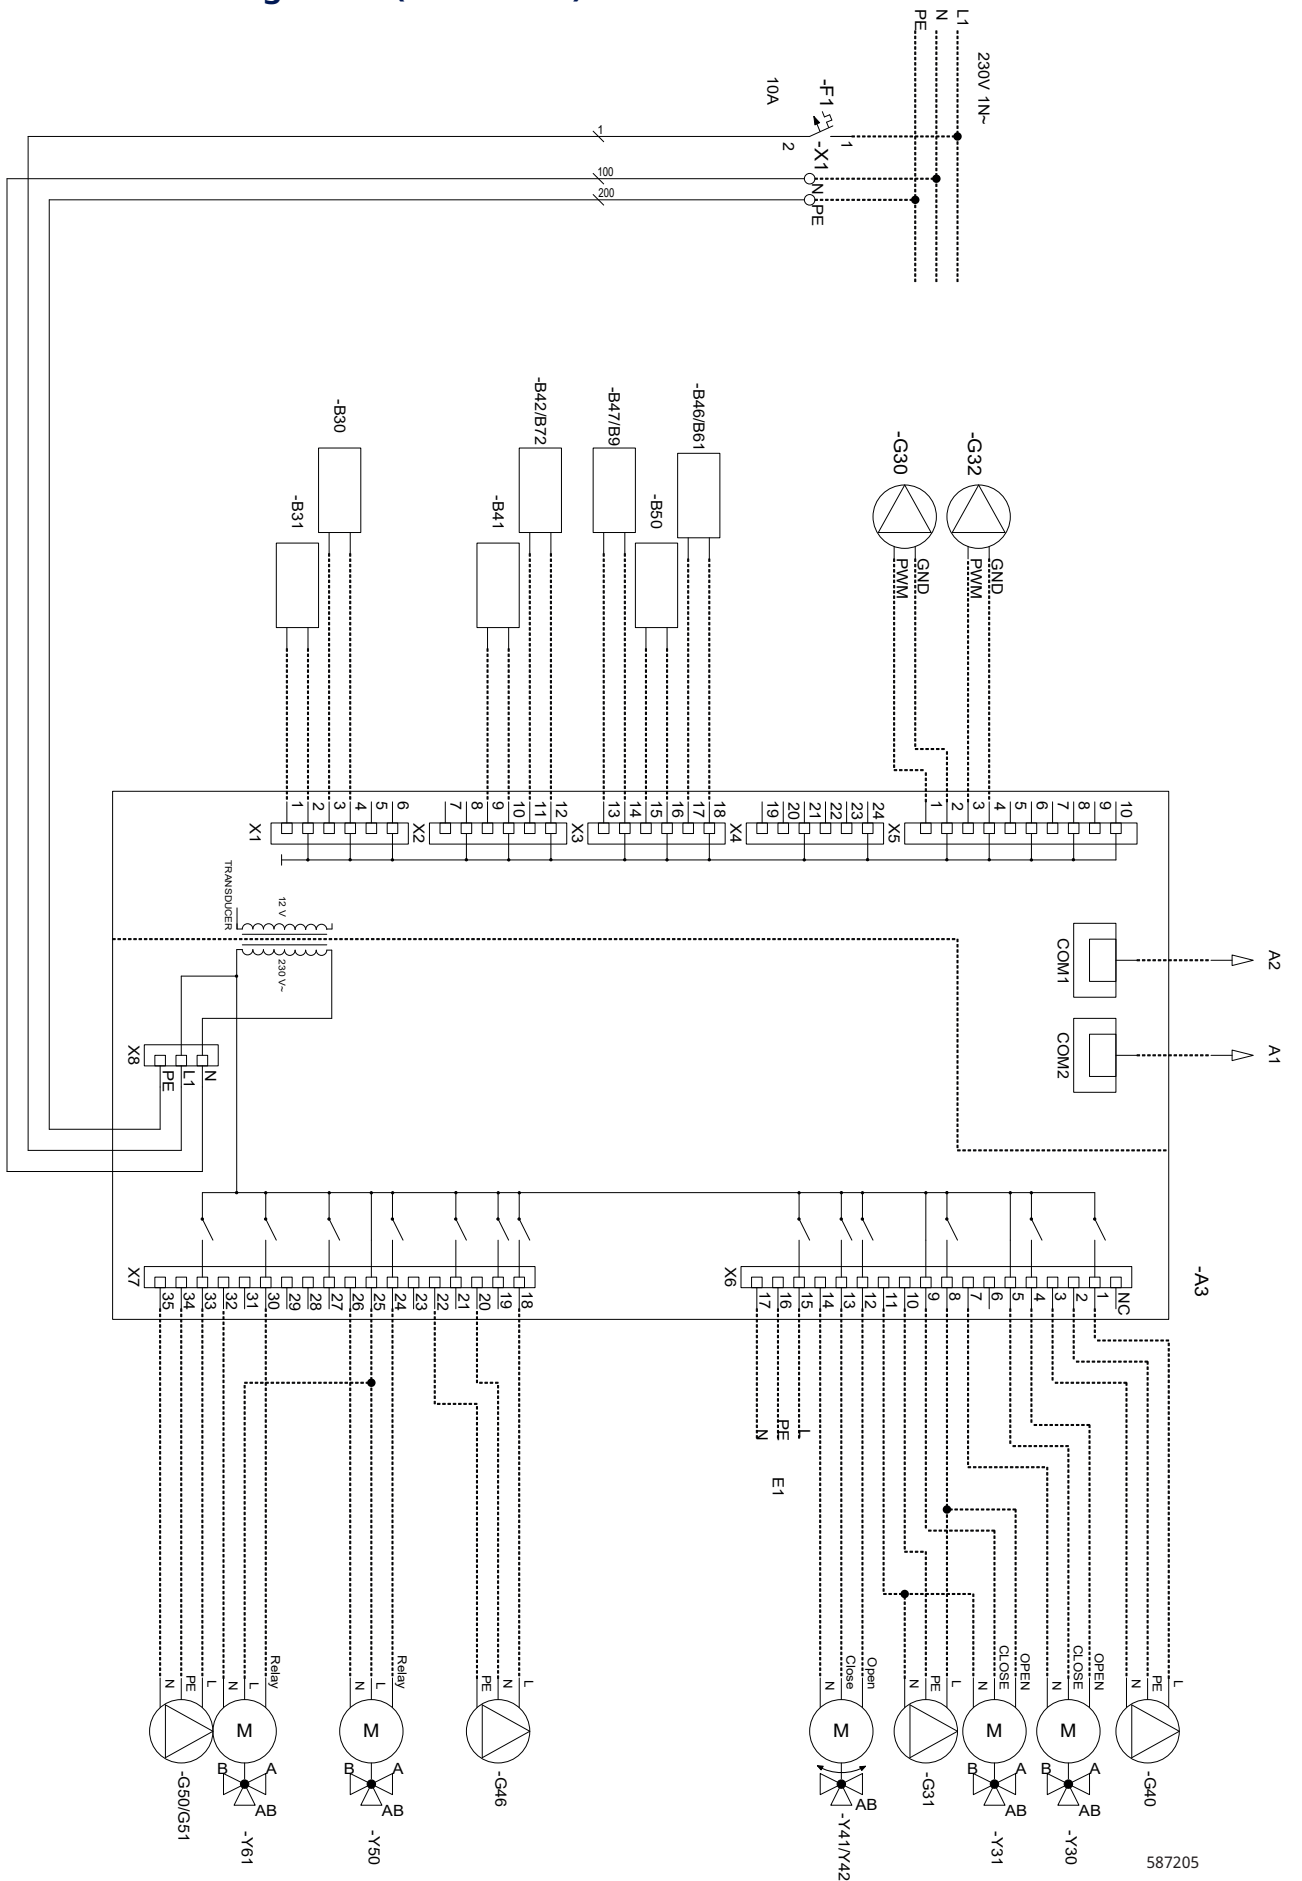 PE
N
L1
230V 1N~
-F1
10A
1
2
-X1
N
PE
1
100
200
-B31
-B30
-B41
-B42/B72
-B47/B9
-B50
-B46/B61
-G30
PWM
GND
-G32
PWM
GND
X1
1
2
3
4
5
6
X2
7
8
9
10
11
12
X3
13
14
15
16
17
18
X4
19
20
21
22
23
24
X5
1
2
3
4
5
6
7
8
9
10
TRANSDUCER
12 V
230 V~
COM1
A2
COM2
A1
X8
PE
L1
N
-A3
X7
35
34
33
32
31
30
29
28
27
26
25
24
23
22
21
20
19
18
X6
17
16
15
14
13
12
11
10
9
8
7
6
5
4
3
2
1
NC
N
PE
L
E1
N
PE
L
-G50/G51
N
L
Relay
M
B
A
AB
-Y61
N
L
Relay
M
B
A
AB
-Y50
PE
N
L
-G46
N
Close
Open
M
AB
-Y41/Y42
N
PE
L
-G31
N
CLOSE
OPEN
M
B
A
AB
-Y31
N
CLOSE
OPEN
M
B
A
AB
-Y30
N
PE
L
-G40
587205